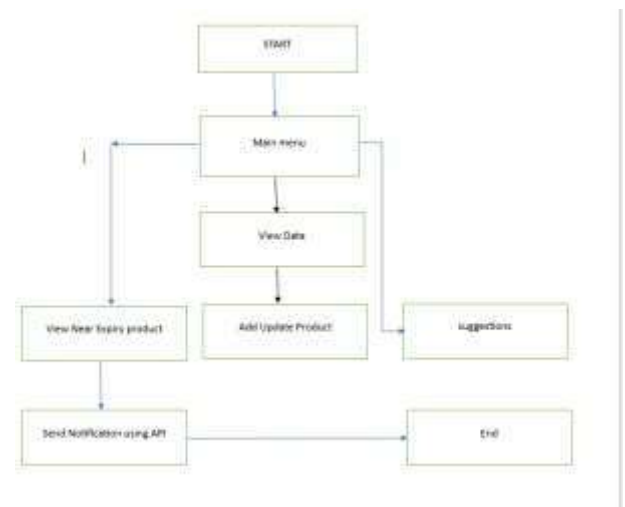 START
Main menu
View Data
View Near Expiry product
Add Update Product
suggestions
Send Notification using API
End